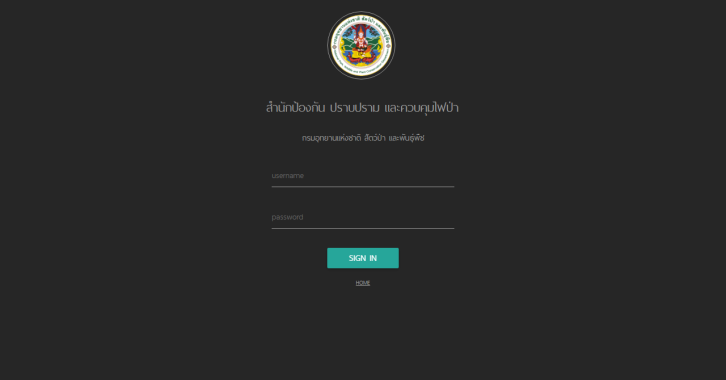 สำนักป้องกัน ปราบปราม และควบคุมไฟป่า
กรมอุทยานแห่งชาติ สัตว์ป่า และพันธุ์พืช
username
password
SIGN IN
HOME